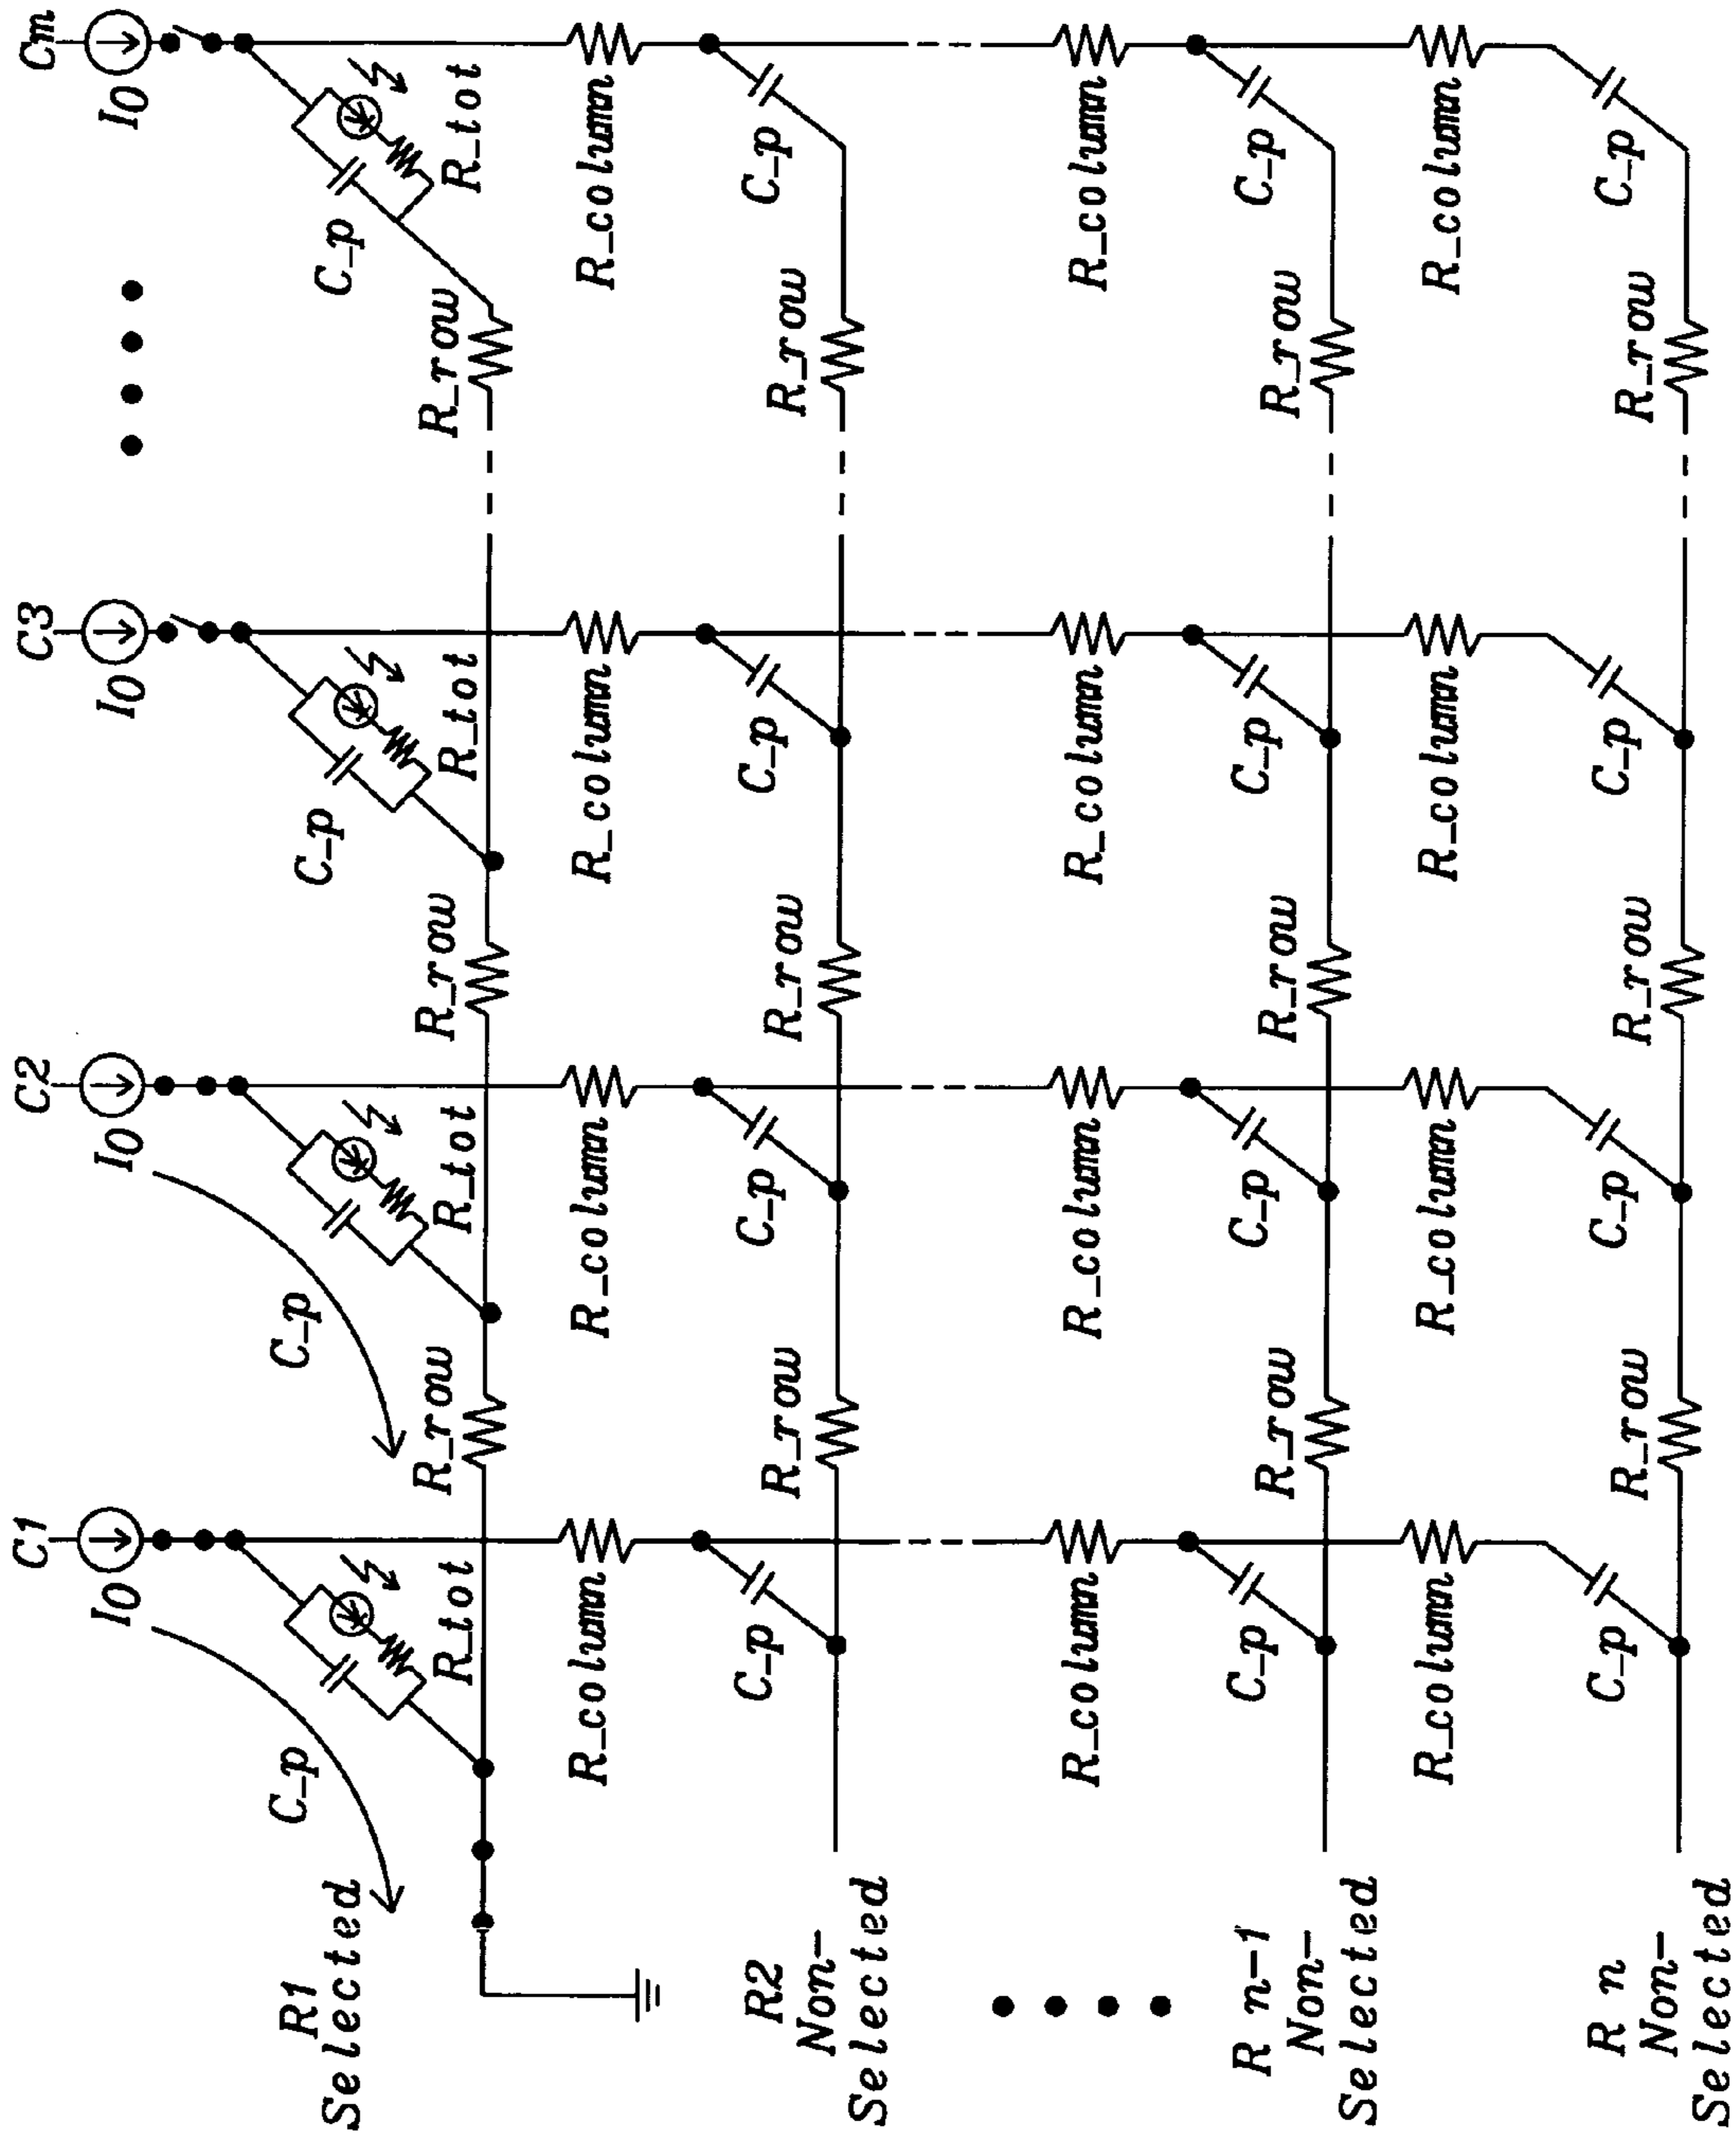 C1
C2
C3
Cm
I0
I0
I0
I0
R1
Selected
C_p
C_p
C_p
C_p
R_tot
R_row
R_tot
R_row
R_tot
R_row
R_tot
R_column
R_column
R_column
R_column
R2
Non-
Selected
C_p
R_row
C_p
R_row
C_p
R_row
C_p
R_column
R_column
R_column
R_column
R n-1
Non-
Selected
C_p
R_row
C_p
R_row
C_p
R_row
C_p
R_column
R_column
R_column
R_column
R n
Non-
Selected
C_p
R_row
C_p
R_row
C_p
R_row
C_p